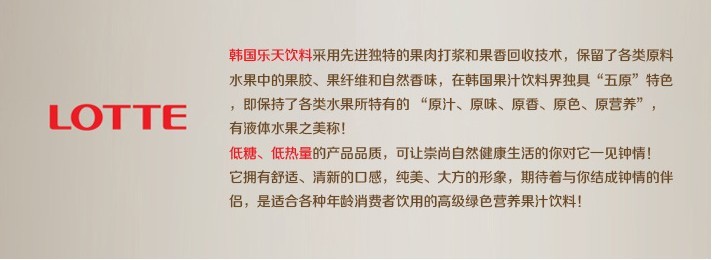 LOTTE
韩国乐天饮料采用先进独特的果肉打浆和果香回收技术，保留了各类原料
水果中的果胶、果纤维和自然香味，在韩国果汁饮料界独具“五原”特色
，即保持了各类水果所特有的 “原汁、原味、原香、原色、原营养”，
有液体水果之美称！
低糖、低热量的产品品质，可让崇尚自然健康生活的你对它一见钟情！
它拥有舒适、清新的口感，纯美、大方的形象，期待着与你结成钟情的伴
侣，是适合各种年龄消费者饮用的高级绿色营养果汁饮料！